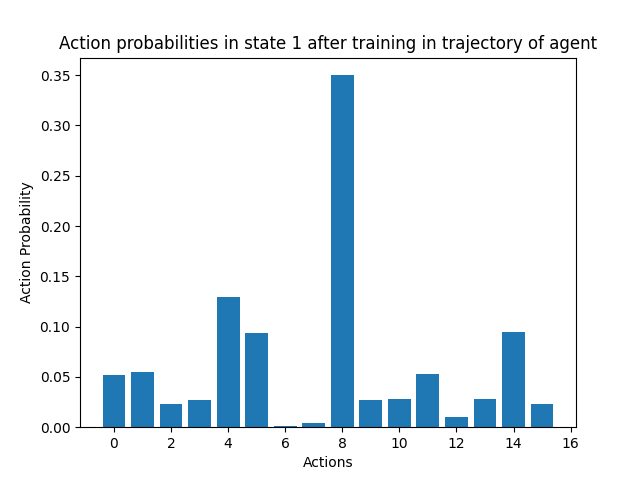 Action probabilities in state 1 after training in trajectory of agent
0.35
0.30
0.25
0.20
0.15
0.10
0.05
0.00
Action Probability
0 2 4 6 8 10 12 14 16
Actions